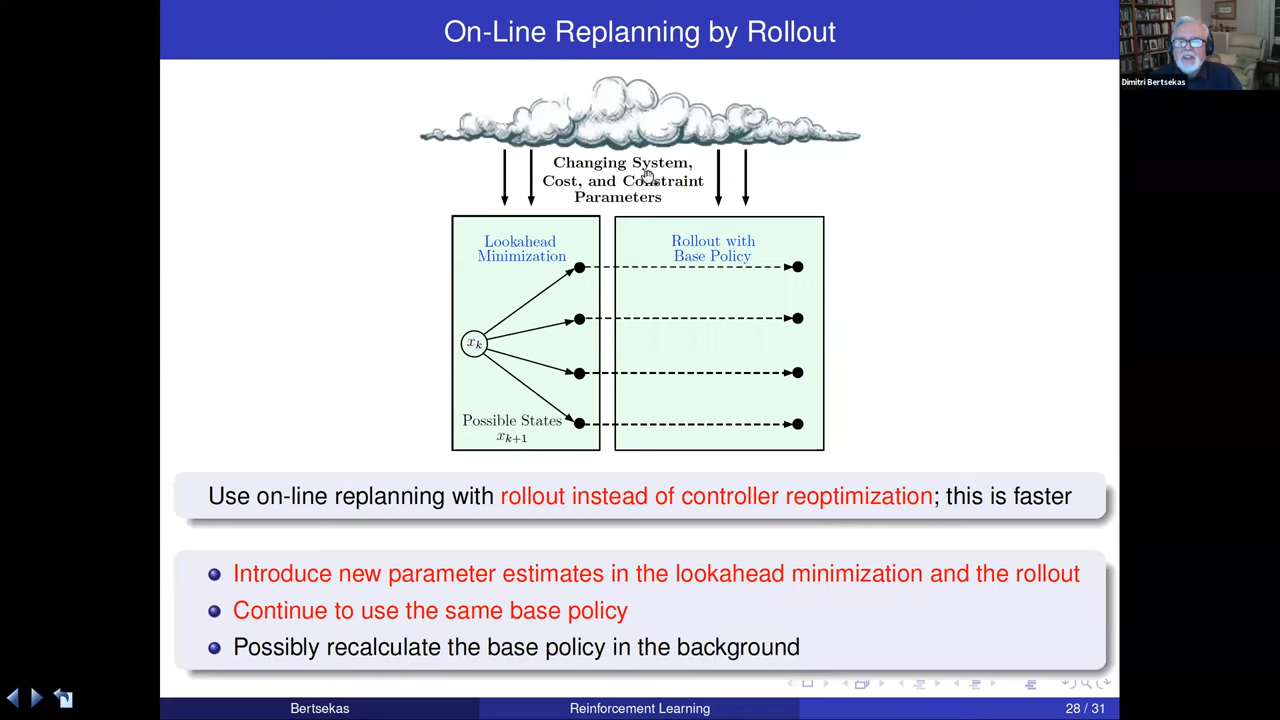 On-Line Replanning by Rollout
Dimitri Bertsekas
Changing System,
Cost, and Constraint
Parameters
Lookahead
Minimization
Rollout with
Base Policy
x_k
Possible States
x_{k+1}
Use on-line replanning with rollout instead of controller reoptimization; this is faster
Introduce new parameter estimates in the lookahead minimization and the rollout
Continue to use the same base policy
Possibly recalculate the base policy in the background
Bertsekas
Reinforcement Learning
28 / 31